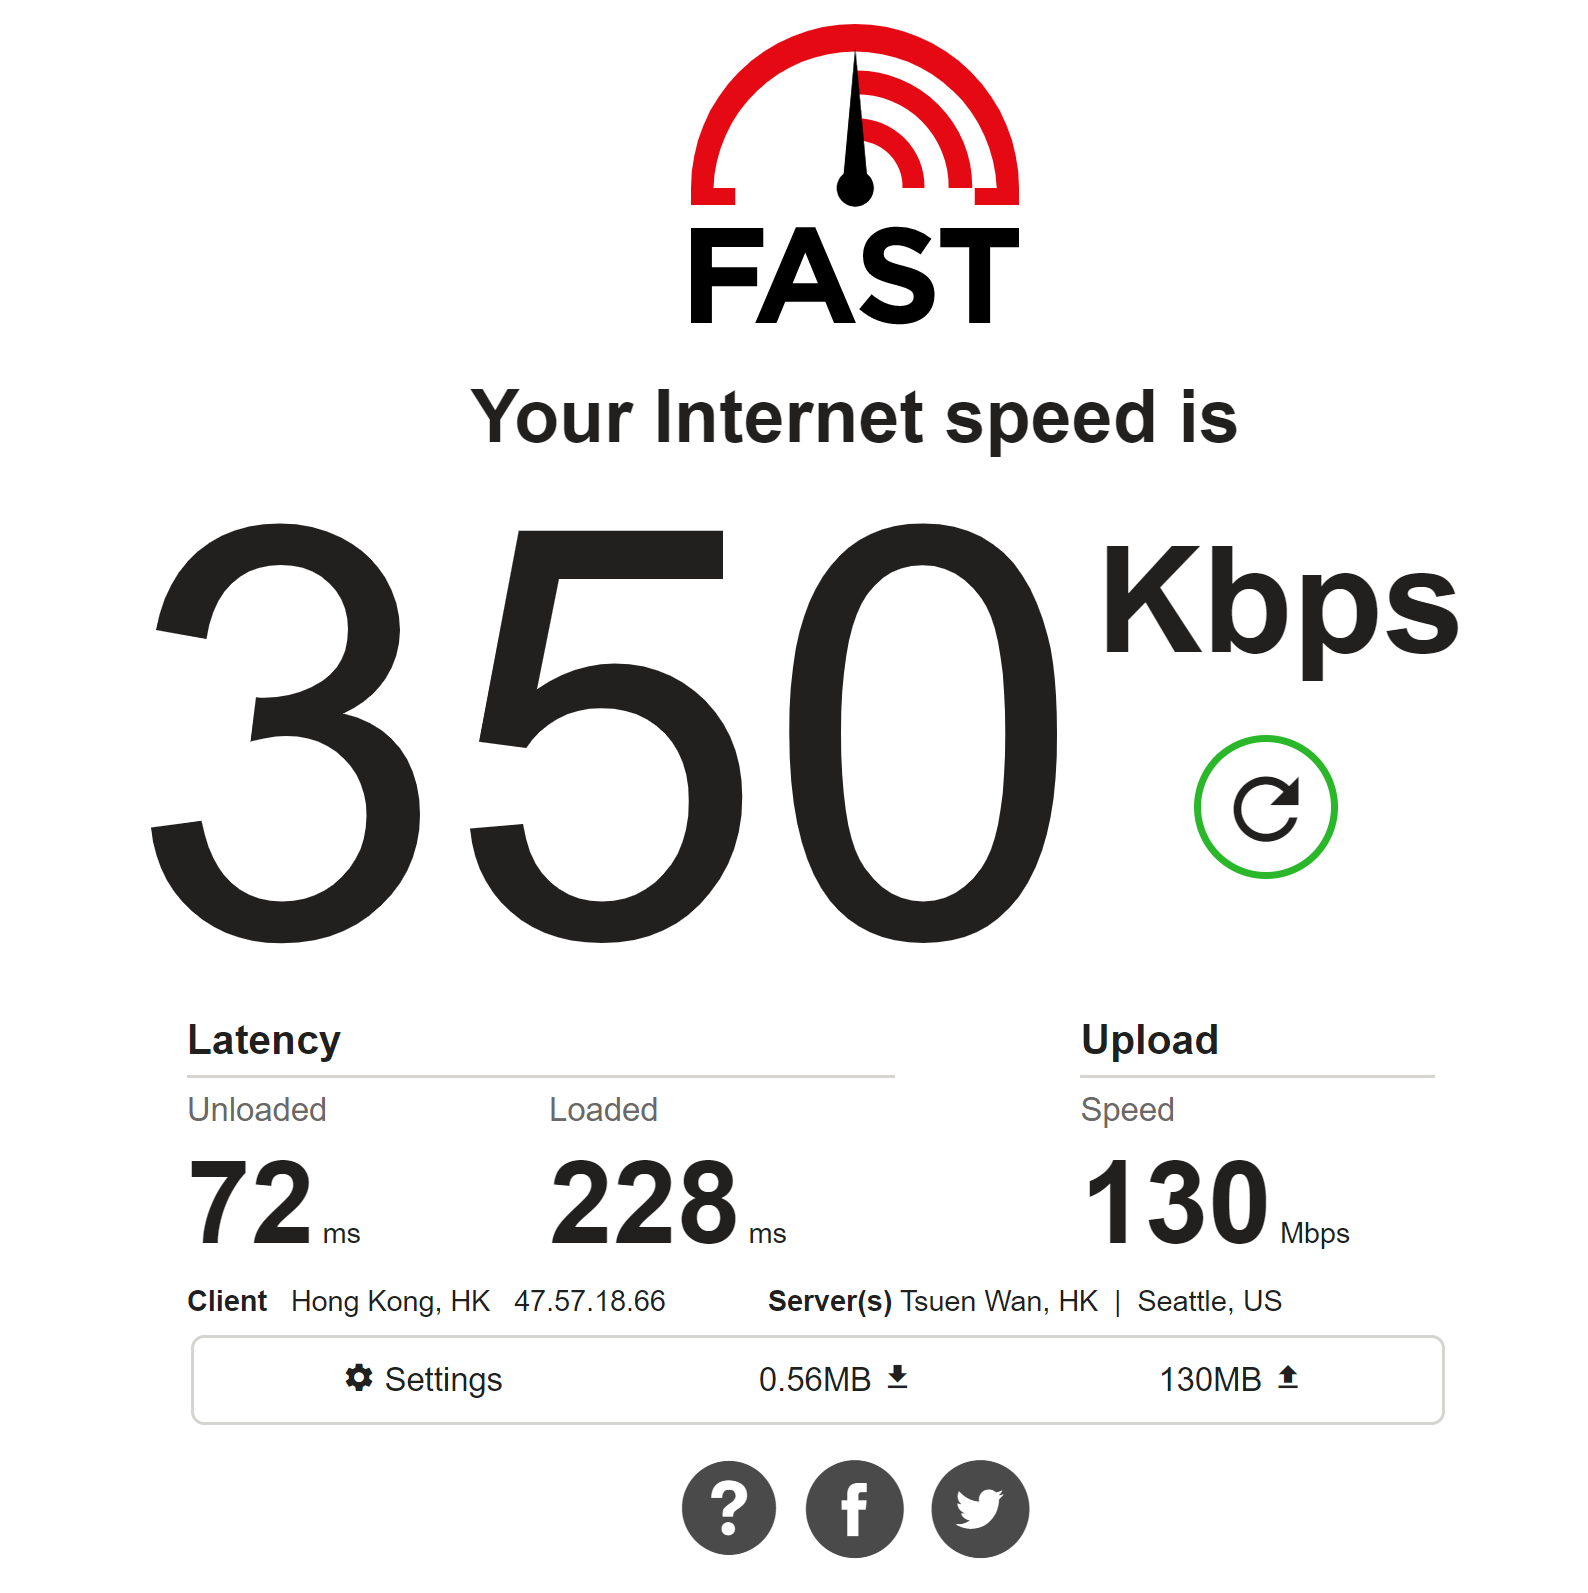 FAST
Your Internet speed is
350 Kbps
Latency Upload
Unloaded Loaded Speed
72 ms 228 ms 130 Mbps
Client Hong Kong, HK 47.57.18.66 Server(s) Tsuen Wan, HK | Seattle, US
Settings 0.56MB 130MB
? f